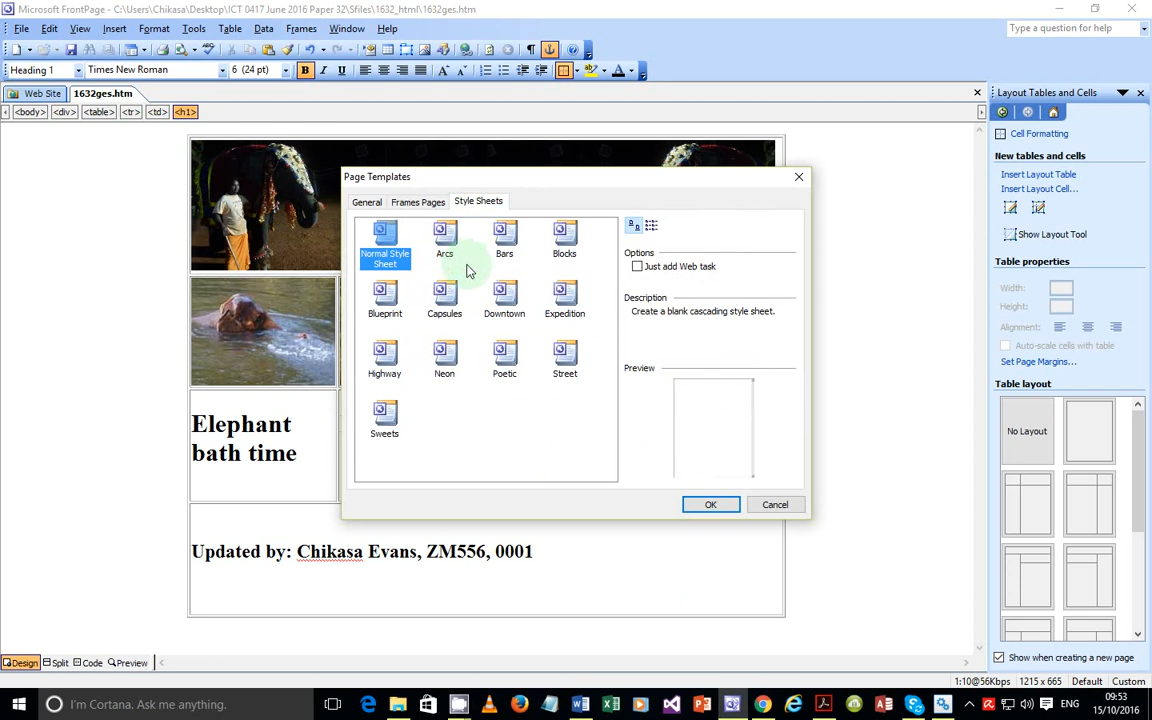 Microsoft FrontPage - C:\Users\Chikasa\Desktop\ICT 0417 June 2016 Paper 32\Sfiles\1632_html\1632ges.htm
File Edit View Insert Format Tools Table Data Frames Window Help
Type a question for help
Heading 1 Times New Roman 6 (24 pt) B I U
Web Site 1632ges.htm
<body> <div> <table> <tr> <td> <h1>
Layout Tables and Cells
Cell Formatting
New tables and cells
Insert Layout Table
Insert Layout Cell...
Show Layout Tool
Table properties
Width:
Height:
Alignment:
Auto-scale cells with table
Set Page Margins...
Table layout
No Layout
Show when creating a new page
Page Templates
General Frames Pages Style Sheets
Normal Style Sheet
Arcs
Bars
Blocks
Blueprint
Capsules
Downtown
Expedition
Highway
Neon
Poetic
Street
Sweets
Options
Just add Web task
Description
Create a blank cascading style sheet.
Preview
OK Cancel
Elephant
bath time
Updated by: Chikasa Evans, ZM556, 0001
Design Split Code Preview
1:10@56Kbps 1215 x 665 Default Custom
I'm Cortana. Ask me anything.
ENG
09:53
15/10/2016